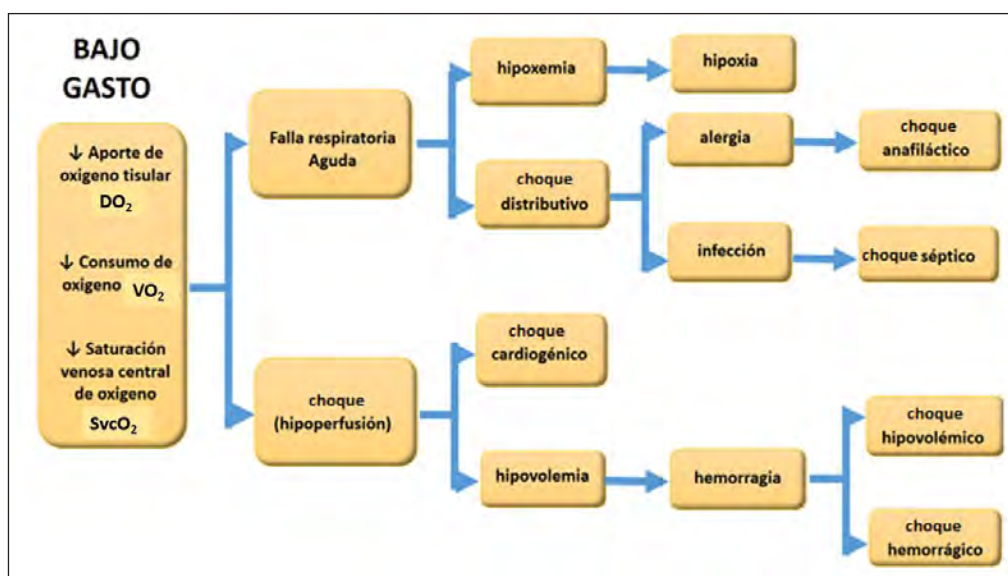 BAJO
GASTO
↓ Aporte de
oxigeno tisular
DO₂
↓ Consumo de
oxigeno VO₂
↓ Saturación
venosa central
de oxigeno
SvcO₂
Falla respiratoria
Aguda
choque
(hipoperfusión)
hipoxemia
hipoxia
choque
distributivo
alergia
choque
anafiláctico
infección
choque séptico
choque
cardiogénico
hipovolemia
hemorragia
choque
hipovolémico
choque
hemorrágico